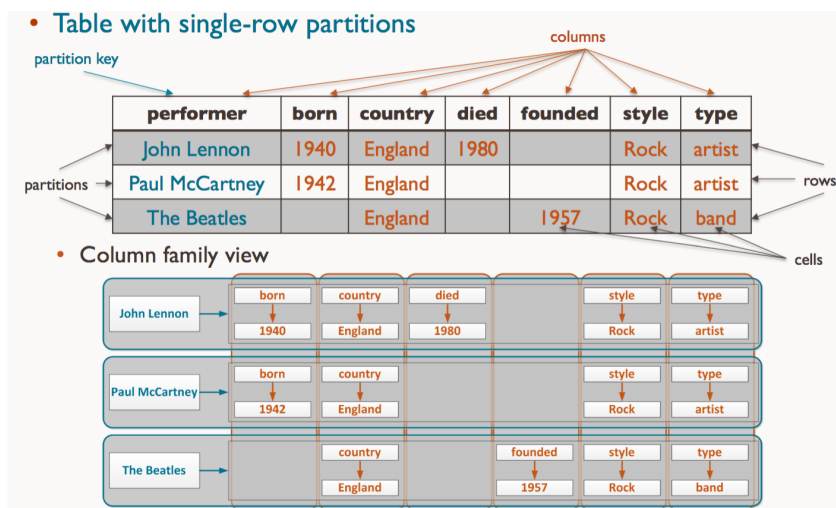 • Table with single-row partitions
columns
partition key
performer born country died founded style type
John Lennon 1940 England 1980 Rock artist
partitions Paul McCartney 1942 England Rock artist rows
The Beatles England 1957 Rock band
• Column family view
cells
born country died style type
John Lennon
1940 England 1980 Rock artist
born country style type
Paul McCartney
1942 England Rock artist
country founded style type
The Beatles
England 1957 Rock band